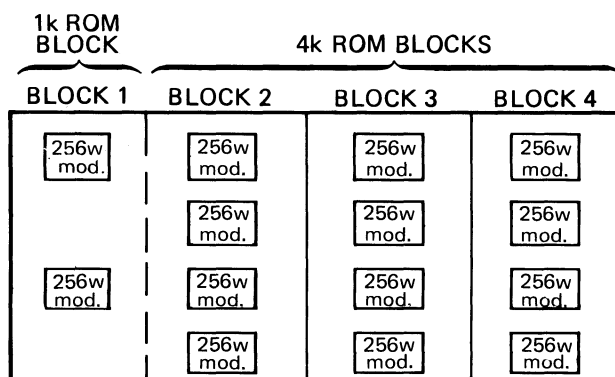 1k ROM
BLOCK
4k ROM BLOCKS
BLOCK 1 BLOCK 2 BLOCK 3 BLOCK 4
256w 256w 256w 256w
mod. mod. mod. mod.
256w 256w 256w
mod. mod. mod.
256w 256w 256w 256w
mod. mod. mod. mod.
256w 256w 256w
mod. mod. mod.